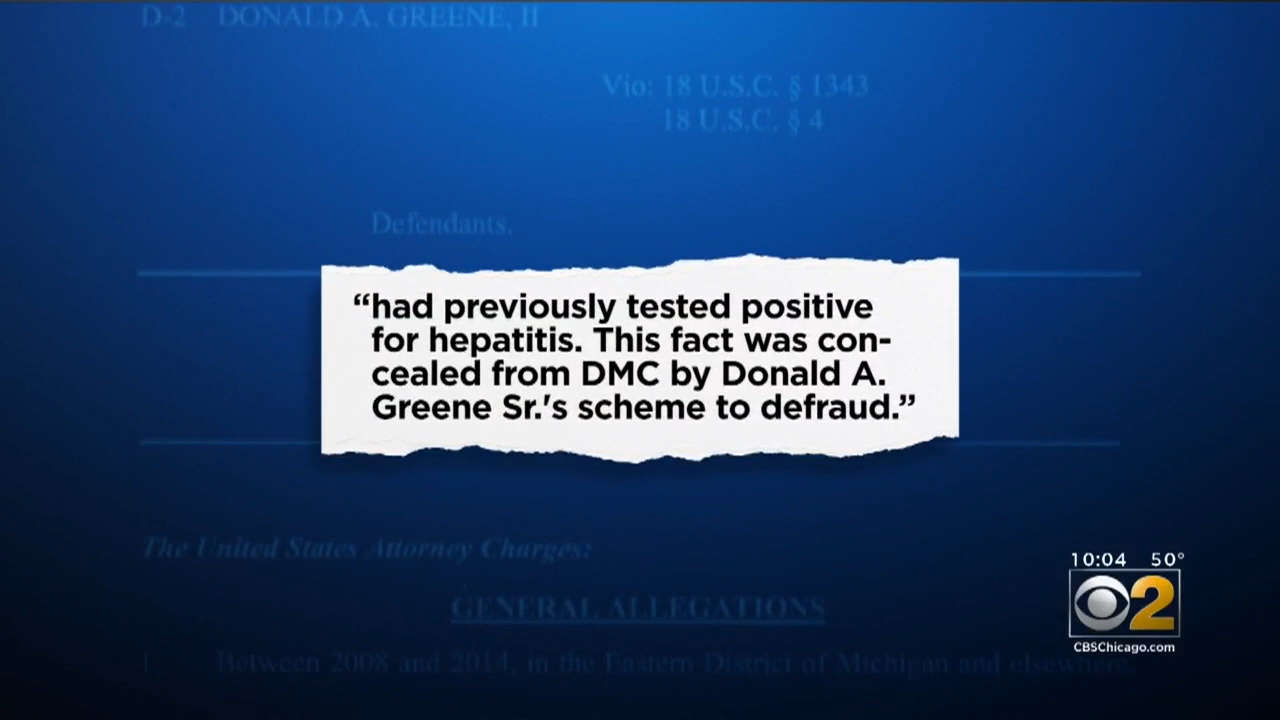 D-2 DONALD A. GREENE, II
Vio: 18 U.S.C. § 1343
18 U.S.C. § 4
Defendants.
“had previously tested positive
for hepatitis. This fact was con-
cealed from DMC by Donald A.
Greene Sr.'s scheme to defraud.”
The United States Attorney Charges:
GENERAL ALLEGATIONS
1. Between 2008 and 2014, in the Eastern District of Michigan and elsewhere,
10:04 50°
2
CBSChicago.com